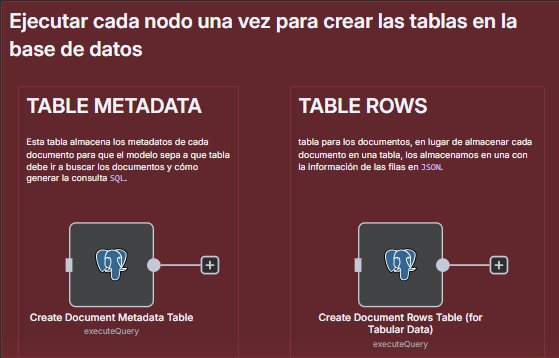 Ejecutar cada nodo una vez para crear las tablas en la
base de datos
TABLE METADATA
Esta tabla almacena los metadatos de cada
documento para que el modelo sepa a que tabla
debe ir a buscar los documentos y cómo
generar la consulta SQL.
Create Document Metadata Table
executeQuery
TABLE ROWS
tabla para los documentos, en lugar de almacenar cada
documento en una tabla, los almacenamos en una con
la información de las filas en JSON.
Create Document Rows Table (for
Tabular Data)
executeQuery